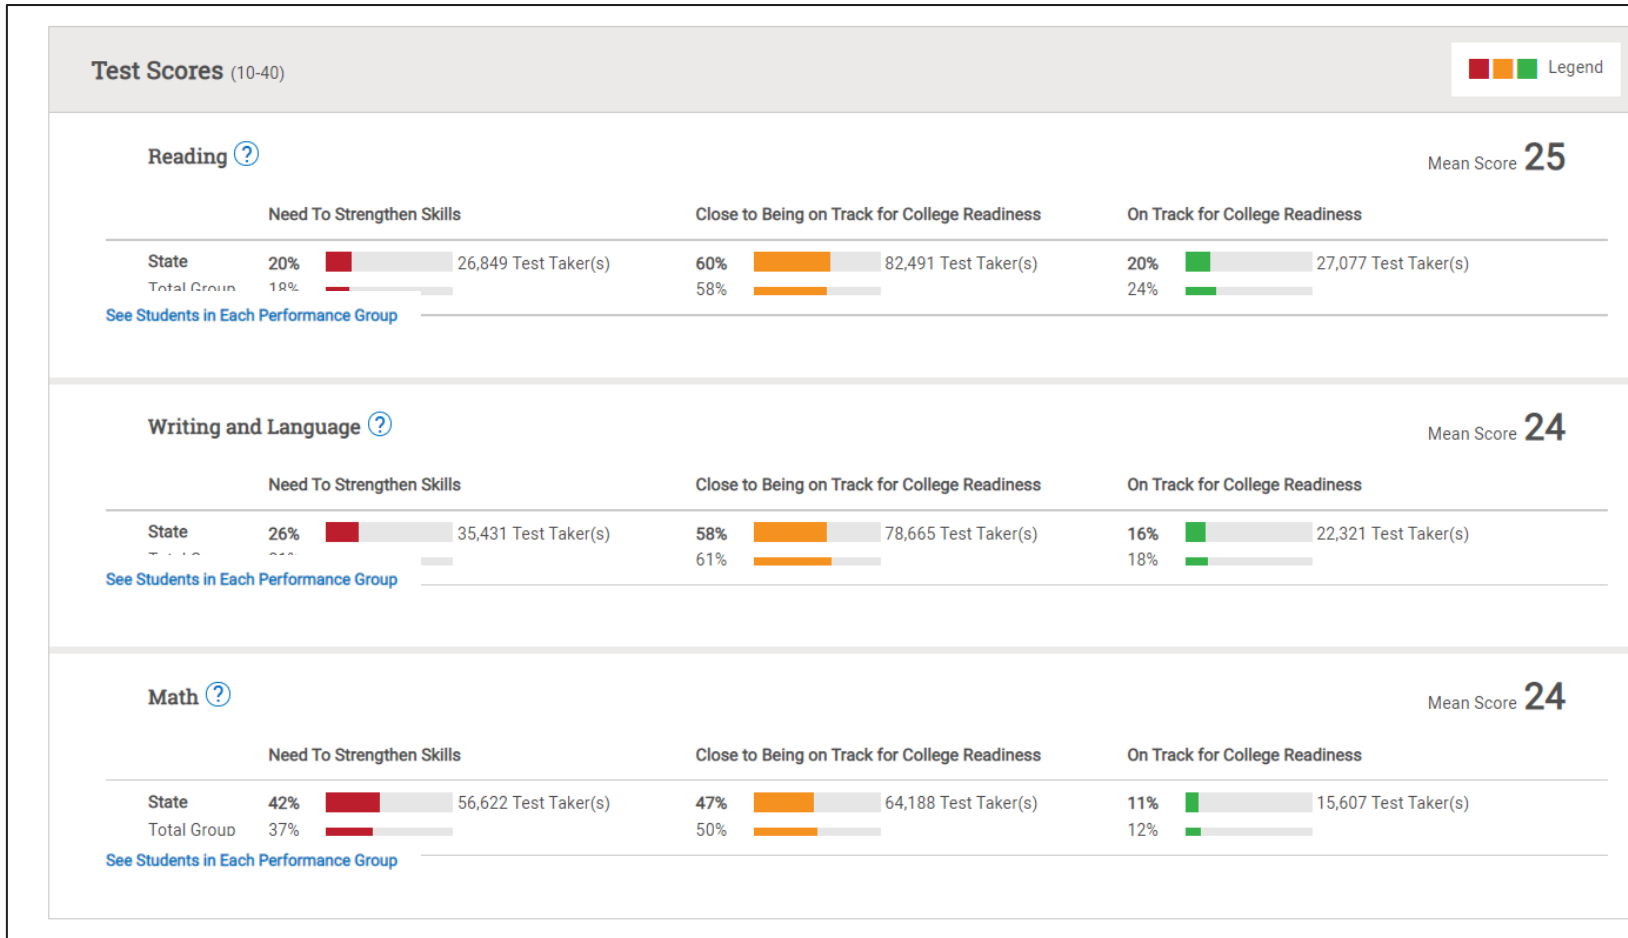 Test Scores (10-40)
Legend
Reading ?
Mean Score 25
Need To Strengthen Skills Close to Being on Track for College Readiness On Track for College Readiness
State 20% 26,849 Test Taker(s) 60% 82,491 Test Taker(s) 20% 27,077 Test Taker(s)
Total Group 18% 58% 24%
See Students in Each Performance Group
Writing and Language ?
Mean Score 24
Need To Strengthen Skills Close to Being on Track for College Readiness On Track for College Readiness
State 26% 35,431 Test Taker(s) 58% 78,665 Test Taker(s) 16% 22,321 Test Taker(s)
61% 18%
See Students in Each Performance Group
Math ?
Mean Score 24
Need To Strengthen Skills Close to Being on Track for College Readiness On Track for College Readiness
State 42% 56,622 Test Taker(s) 47% 64,188 Test Taker(s) 11% 15,607 Test Taker(s)
Total Group 37% 50% 12%
See Students in Each Performance Group